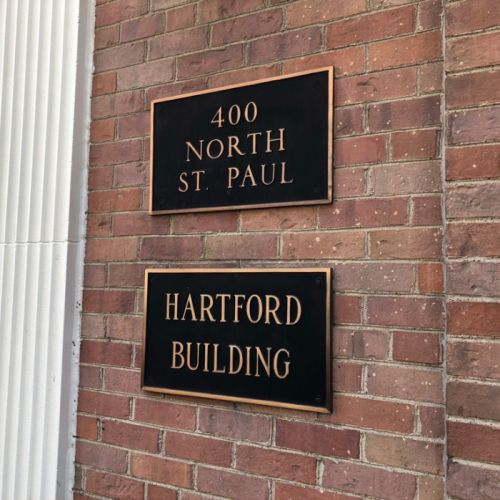 400
NORTH
ST. PAUL
HARTFORD
BUILDING